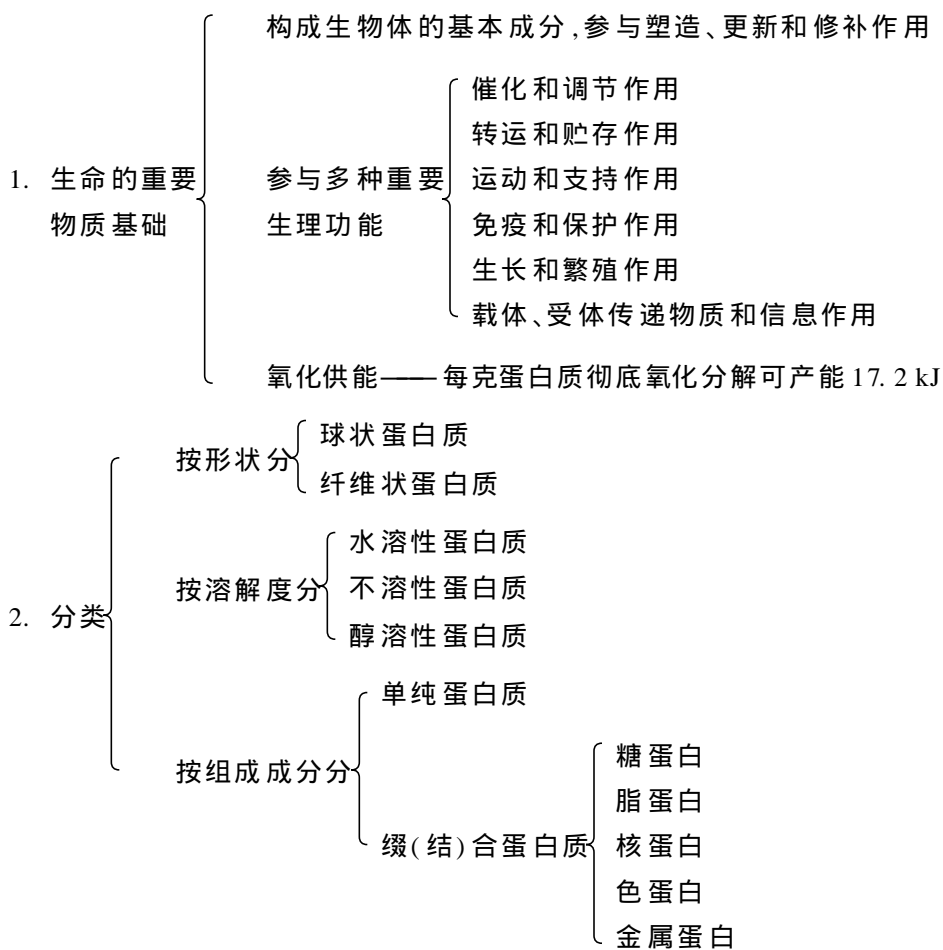 构成生物体的基本成分,参与塑造、更新和修补作用
催化和调节作用
转运和贮存作用
1. 生命的重要 参与多种重要 运动和支持作用
物质基础 生理功能 免疫和保护作用
生长和繁殖作用
载体、受体传递物质和信息作用
氧化供能——每克蛋白质彻底氧化分解可产能 17. 2 kJ
球状蛋白质
按形状分
纤维状蛋白质
水溶性蛋白质
按溶解度分 不溶性蛋白质
2. 分类
醇溶性蛋白质
单纯蛋白质
糖蛋白
按组成成分分
脂蛋白
缀(结)合蛋白质 核蛋白
色蛋白
金属蛋白